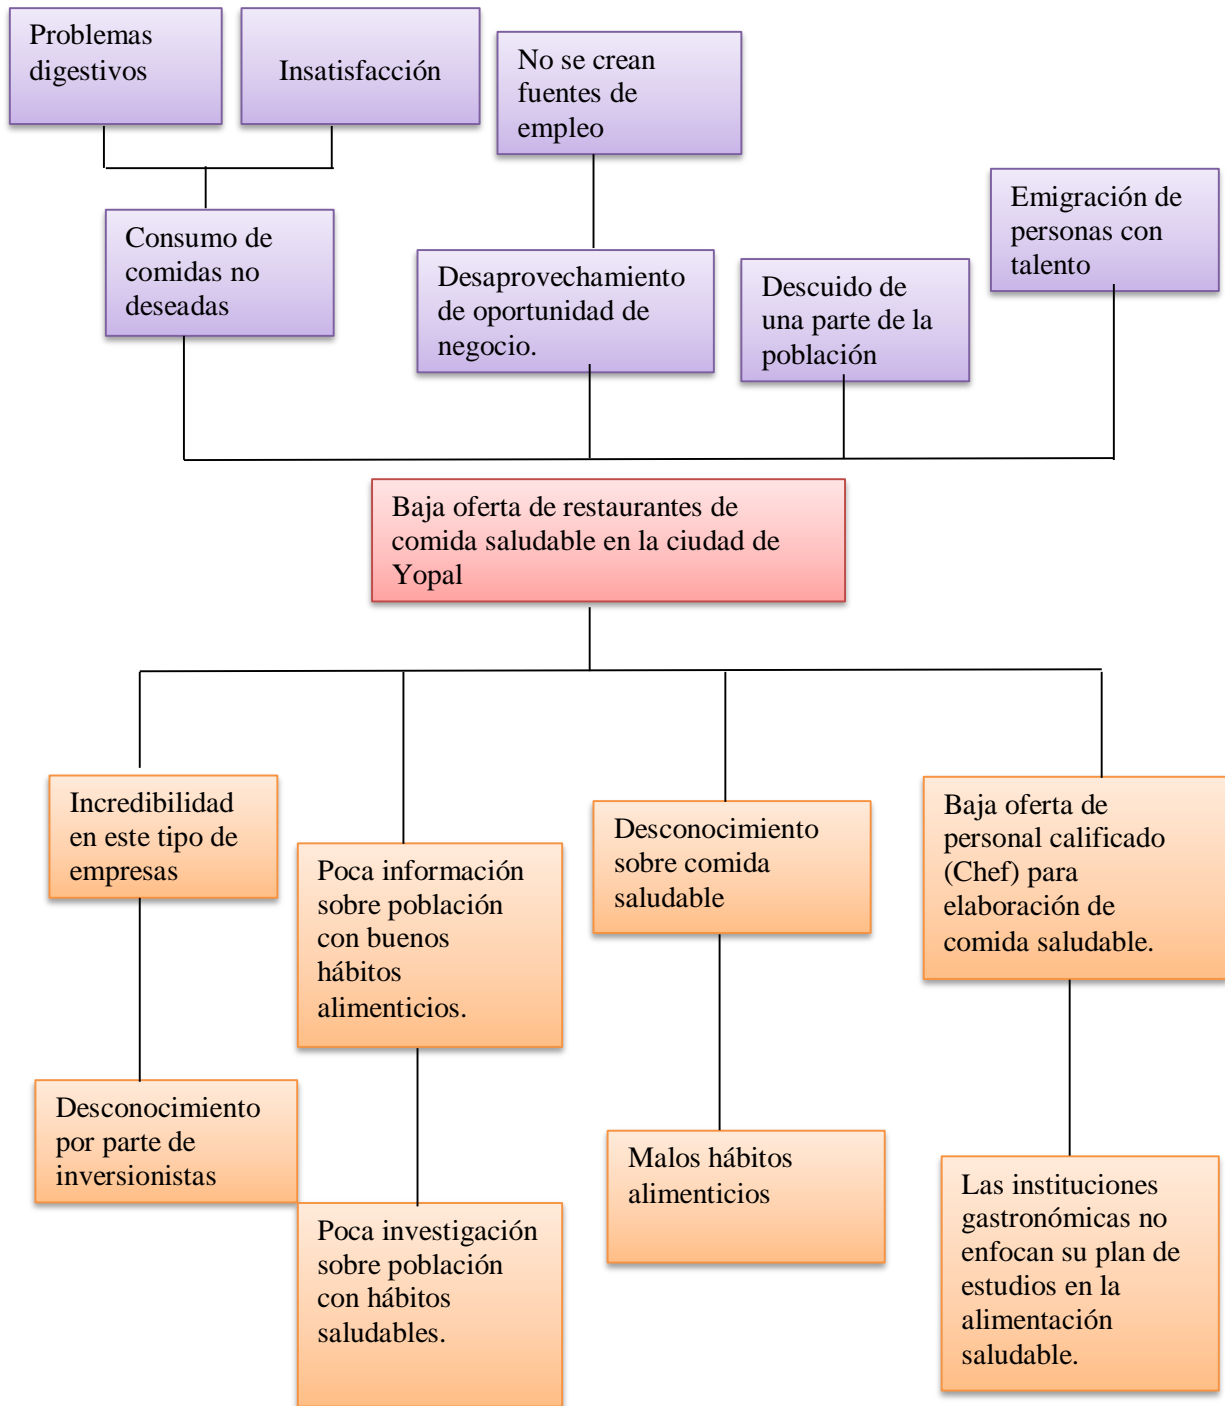 Problemas
digestivos
Insatisfacción
No se crean
fuentes de
empleo
Emigración de
personas con
talento
Consumo de
comidas no
deseadas
Desaprovechamiento
de oportunidad de
negocio.
Descuido de
una parte de la
población
Baja oferta de restaurantes de
comida saludable en la ciudad de
Yopal
Incredibilidad
en este tipo de
empresas
Poca información
sobre población
con buenos
hábitos
alimenticios.
Desconocimiento
sobre comida
saludable
Baja oferta de
personal calificado
(Chef) para
elaboración de
comida saludable.
Desconocimiento
por parte de
inversionistas
Poca investigación
sobre población
con hábitos
saludables.
Malos hábitos
alimenticios
Las instituciones
gastronómicas no
enfocan su plan de
estudios en la
alimentación
saludable.